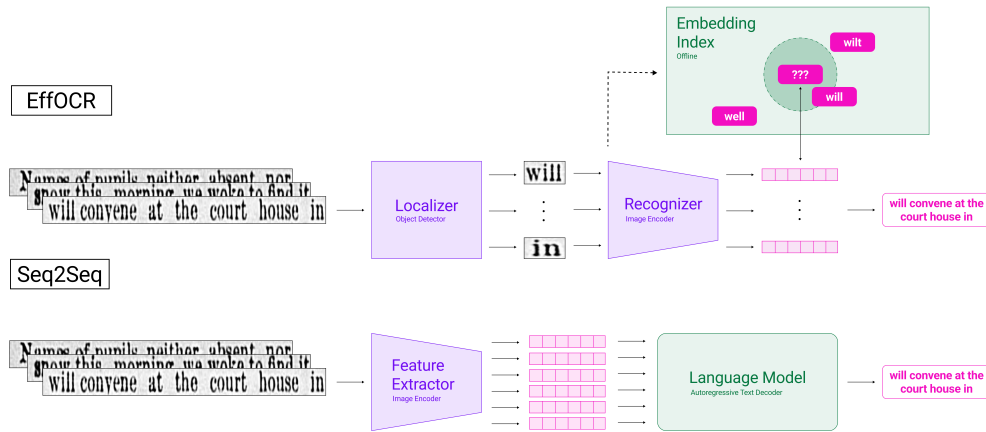 EffOCR
Embedding
Index
Offline
wilt
???
will
well
Names of pupils neither absent nor
snow this morning we woke to find it
will convene at the court house in
Localizer
Object Detector
will
in
Recognizer
Image Encoder
will convene at the
court house in
Seq2Seq
Names of pupils neither absent nor
snow this morning we woke to find it
will convene at the court house in
Feature
Extractor
Image Encoder
Language Model
Autoregressive Text Decoder
will convene at the
court house in